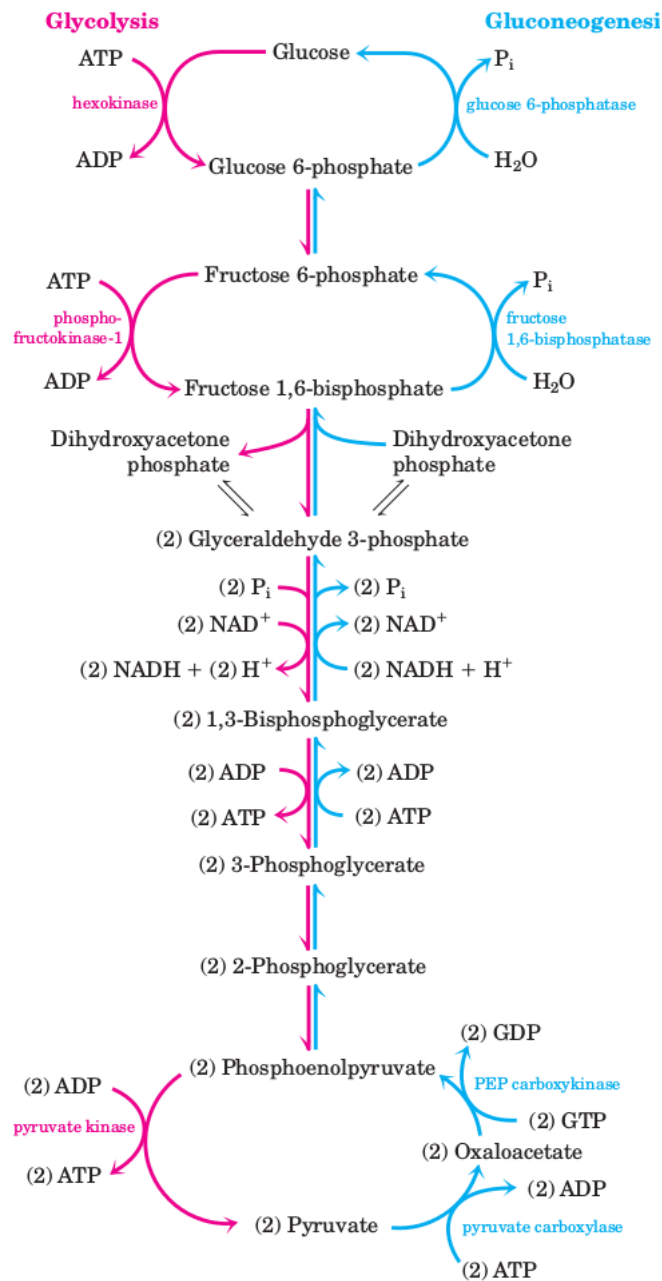 Glycolysis
Gluconeogenesi
ATP
Glucose
Pi
hexokinase
glucose 6-phosphatase
ADP
Glucose 6-phosphate
H2O
ATP
Fructose 6-phosphate
Pi
phospho-
fructokinase-1
fructose
1,6-bisphosphatase
ADP
Fructose 1,6-bisphosphate
H2O
Dihydroxyacetone
phosphate
Dihydroxyacetone
phosphate
(2) Glyceraldehyde 3-phosphate
(2) Pi
(2) Pi
(2) NAD+
(2) NAD+
(2) NADH + (2) H+
(2) NADH + H+
(2) 1,3-Bisphosphoglycerate
(2) ADP
(2) ADP
(2) ATP
(2) ATP
(2) 3-Phosphoglycerate
(2) 2-Phosphoglycerate
(2) GDP
(2) Phosphoenolpyruvate
(2) ADP
PEP carboxykinase
(2) GTP
pyruvate kinase
(2) Oxaloacetate
(2) ATP
(2) ADP
(2) Pyruvate
pyruvate carboxylase
(2) ATP